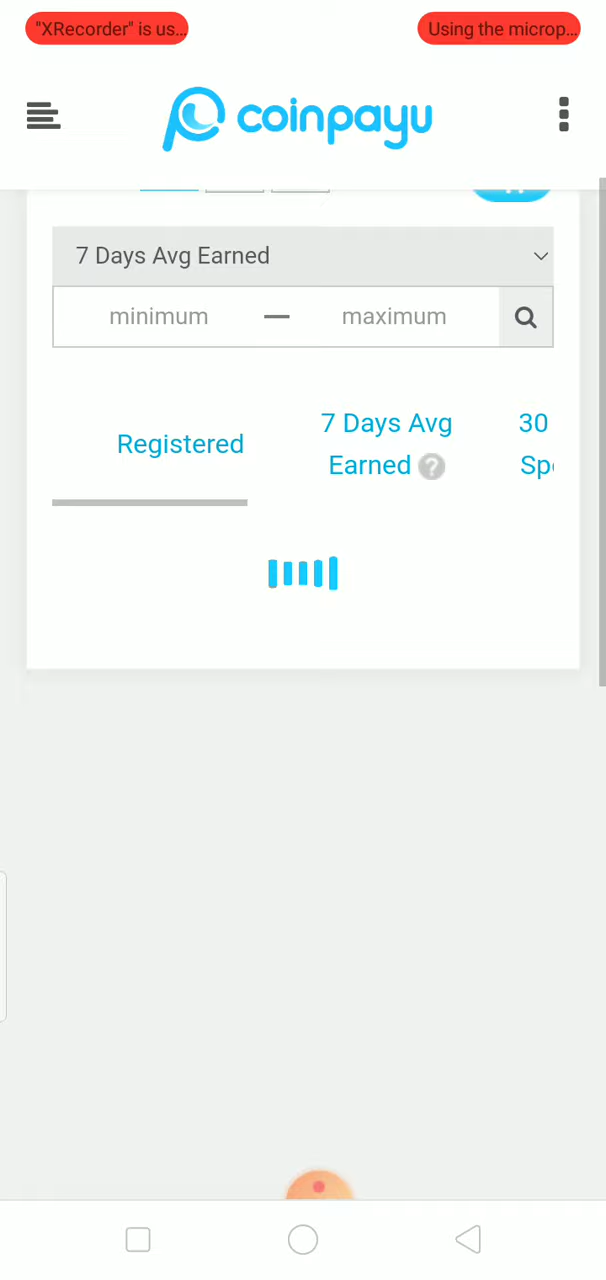 "XRecorder" is us...
Using the microp...
coinpayu
7 Days Avg Earned
minimum — maximum
Registered
7 Days Avg
Earned ?
30